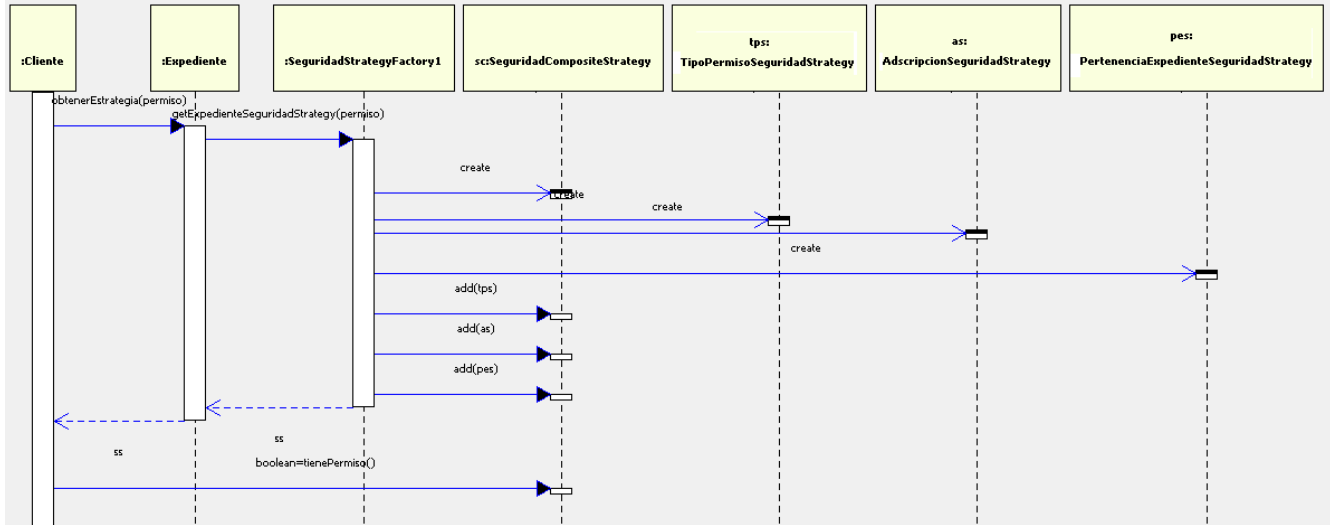 :Cliente
:Expediente
:SeguridadStrategyFactory1
sc:SeguridadCompositeStrategy
tps:
TipoPermisoSeguridadStrategy
as:
AdscripcionSeguridadStrategy
pes:
PertenenciaExpedienteSeguridadStrategy
obtenerEstrategia(permiso)
getExpedienteSeguridadStrategy(permiso)
create
create
create
create
add(tps)
add(as)
add(pes)
ss
ss
boolean=tienePermiso()